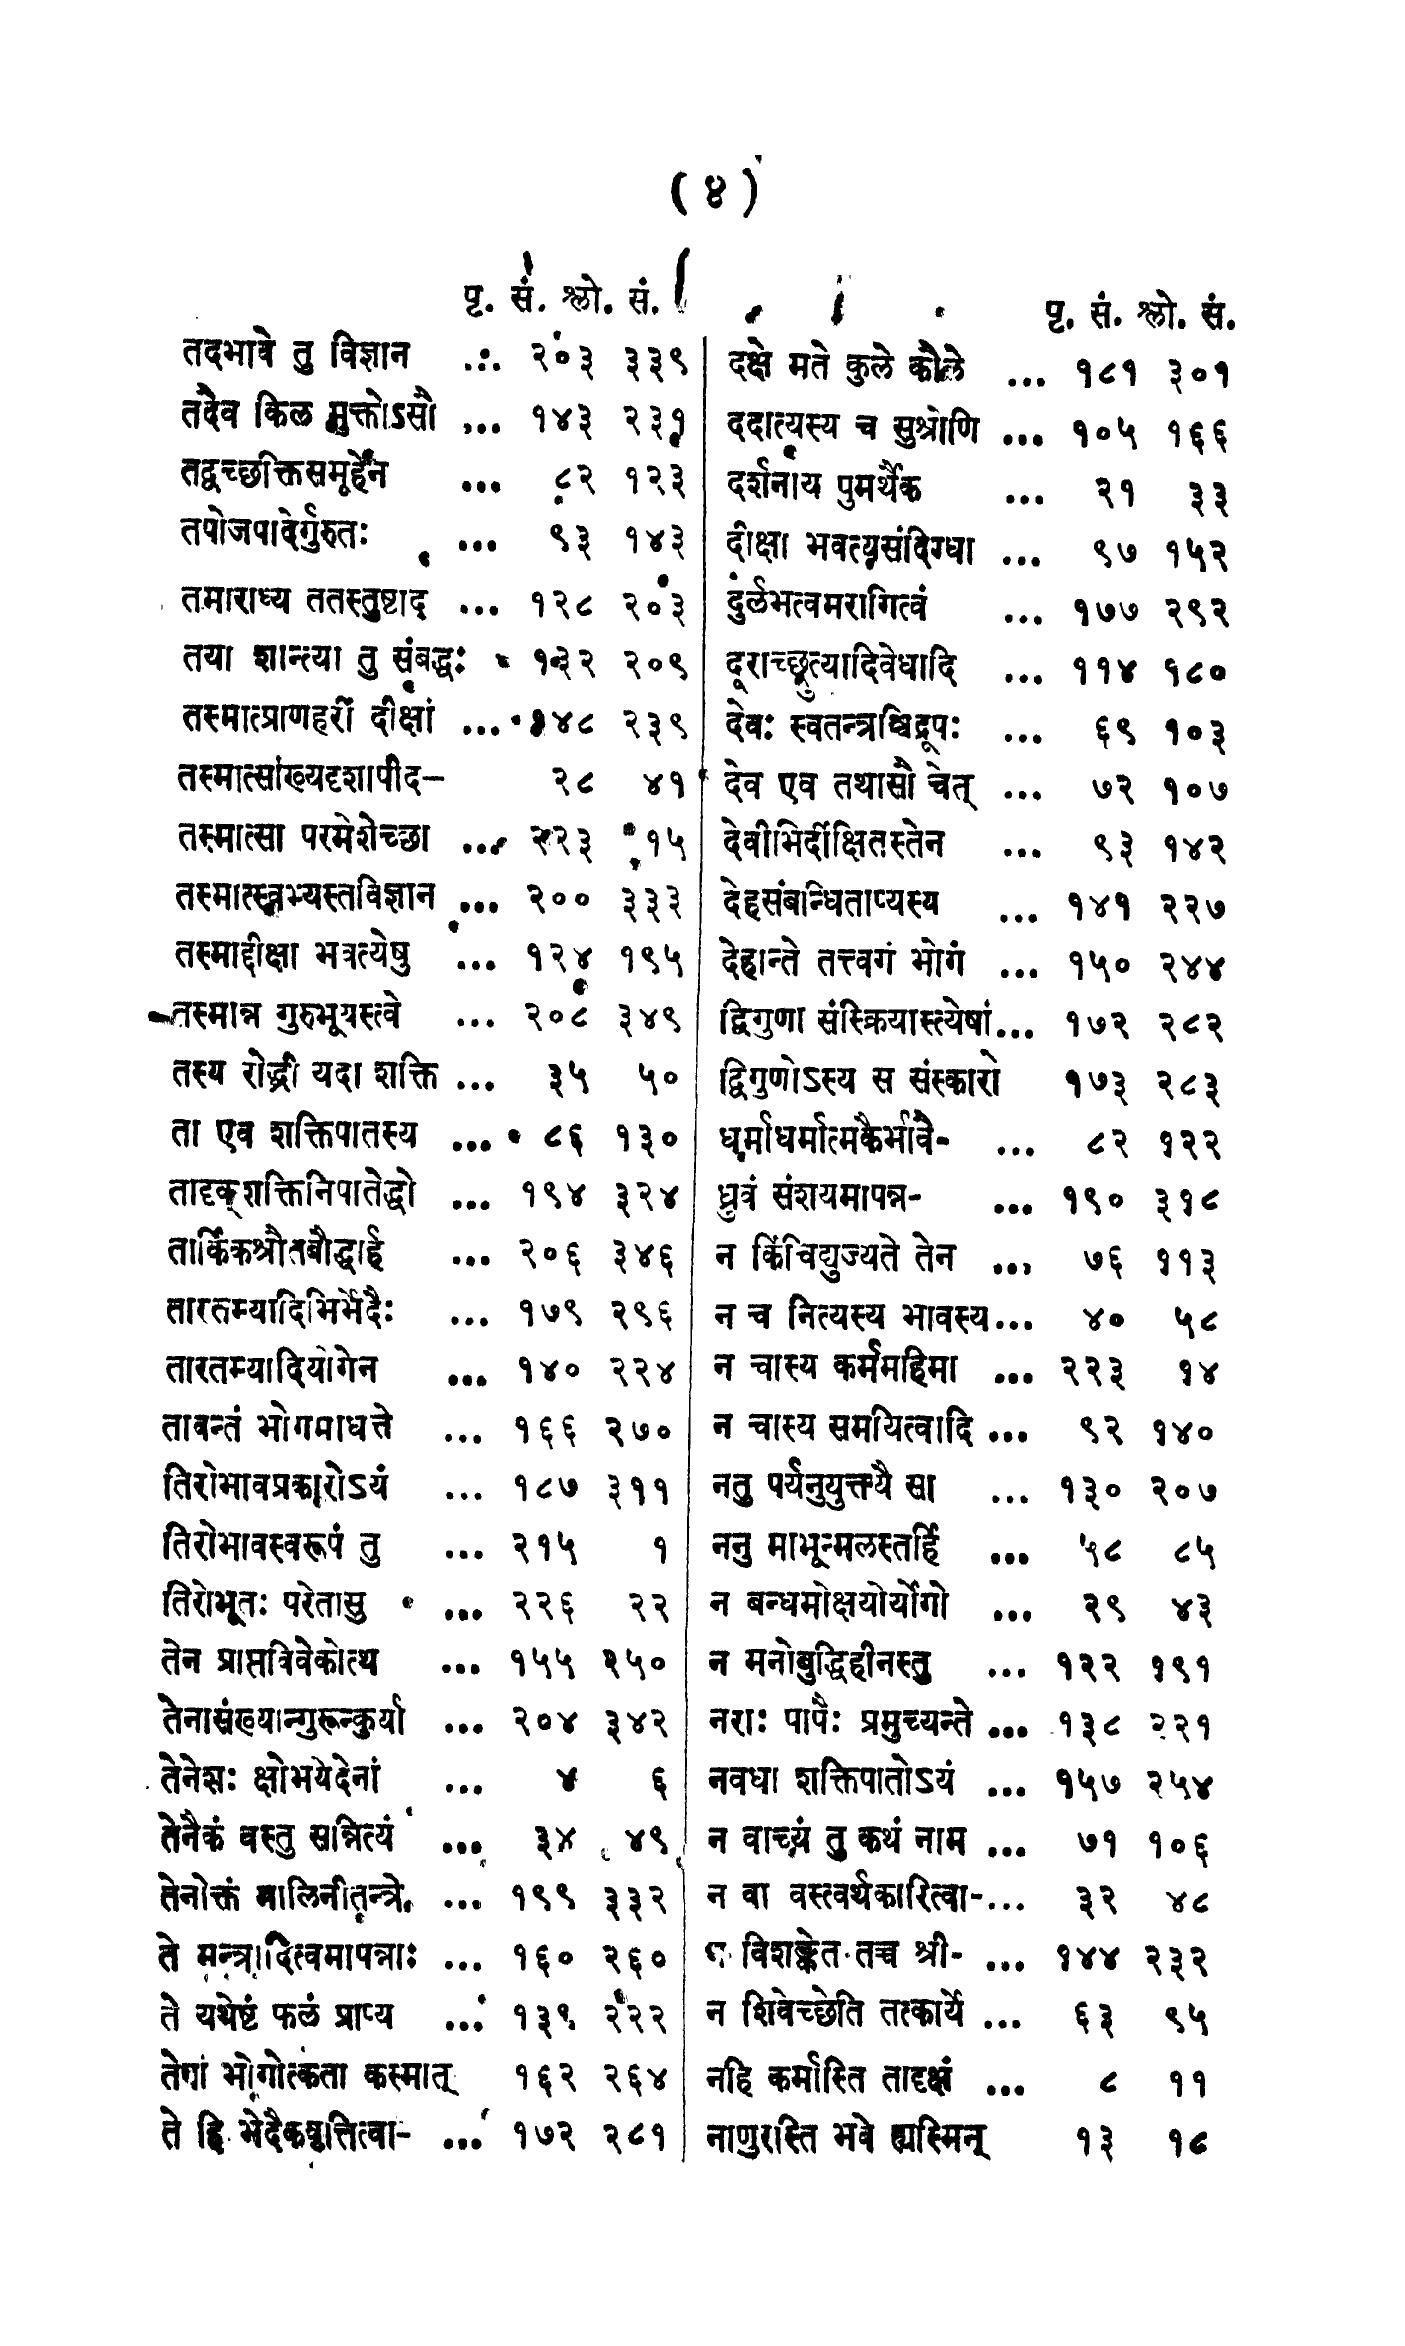 ( ४ )
पृ. सं. श्लो. सं.
तदभावे तु विज्ञान ... २०३ ३३९
तदैव किल मुक्तोऽसौ ... १४३ २३१
तद्वच्छक्तिसमूहेन ... ८२ १२३
तपोजपादेर्गुरुतः ... ९३ १४३
तमाराध्य ततस्तुष्टाद् ... १२८ २०३
तया शान्त्या तु संबद्धः १३२ २०९
तस्मात्प्राणहरीं दीक्षां ... १४८ २३९
तस्मात्सांख्यदृशापीद– २८ ४१
तस्मात्सा परमेशेच्छा ... २२३ १५
तस्मात्स्वभ्यस्तविज्ञान ... २०० ३३३
तस्माद्दीक्षा भवत्येषु ... १२४ १९५
तस्मान्न गुरुभूयस्त्वे ... २०८ ३४९
तस्य रोद्ध्री यदा शक्ति ... ३५ ५०
ता एव शक्तिपातस्य ... ८६ १३०
तादृक्शक्तिनिपातेद्धो ... १९४ ३२४
तार्किकश्रौतबौद्धार्ह ... २०६ ३४६
तारतम्यादिभिर्भेदैः ... १७९ २९६
तारतम्यादियोगेन ... १४० २२४
तावन्तं भोगमाधत्ते ... १६६ २७०
तिरोभावप्रकारोऽयं ... १८७ ३११
तिरोभावस्वरूपं तु ... २१५ १
तिरोभूतः परेतासु ... २२६ २२
तेन प्राप्तविवेकोत्थ ... १५५ २५०
तेनासंख्यान्गुरून्कुर्या ... २०४ ३४२
तेनेशः क्षोभयेदेनां ... ४ ६
तेनैकं वस्तु सन्नित्यं ... ३४ ४९
तेनोक्तं मालिनीतन्त्रे. ... १९९ ३३२
ते मन्त्रादित्वमापन्नाः ... १६० २६०
ते यथेष्टं फलं प्राप्य ... १३९ २२२
तेषां भोगोत्कता कस्मात् १६२ २६४
ते हि भेदैकवृत्तित्वा- ... १७२ २८१
पृ. सं. श्लो. सं.
दक्षे मते कुले कौले ... १८१ ३०१
ददात्यस्य च सुश्रोणि ... १०५ १६६
दर्शनाय पुमर्थैक ... २१ ३३
दीक्षा भवत्यसंदिग्धा ... ९७ १५२
दुर्लभत्वमरागित्वं ... १७७ २९२
दूराच्छ्रुत्यादिवेधादि ... ११४ १८०
देवः स्वतन्त्रश्चिद्रूपः ... ६९ १०३
देव एव तथासौ चेत् ... ७२ १०७
देवीभिर्दीक्षितस्तेन ... ९३ १४२
देहसंबन्धिताप्यस्य ... १४१ २२७
देहान्ते तत्त्वगं भोगं ... १५० २४४
द्विगुणा संस्क्रियास्त्येषां... १७२ २८२
द्विगुणोऽस्य स संस्कारो १७३ २८३
धर्माधर्मात्मकैर्भावै- ... ८२ १२२
ध्रुवं संशयमापन्न- ... १९० ३१८
न किंचिद्युज्यते तेन ... ७६ ११३
न च नित्यस्य भावस्य... ४० ५८
न चास्य कर्ममहिमा ... २२३ १४
न चास्य समयित्वादि ... ९२ १४०
नतु पर्यनुयुक्त्यै सा ... १३० २०७
ननु माभून्मलस्तर्हि ... ५८ ८५
न बन्धमोक्षयोर्योगो ... २९ ४३
न मनोबुद्धिहीनस्तु ... १२२ १९१
नराः पापैः प्रमुच्यन्ते ... १३८ २२१
नवधा शक्तिपातोऽयं ... १५७ २५४
न वाच्यं तु कथं नाम ... ७१ १०६
न वा वस्त्वर्थकारित्वा-... ३२ ४८
न विशङ्केत तच्च श्री- ... १४४ २३२
न शिवेच्छेति तत्कार्ये ... ६३ ९५
नहि कर्मास्ति तादृक्षं ... ८ ११
नाणुरस्ति भवे ह्यस्मिन् १३ १८